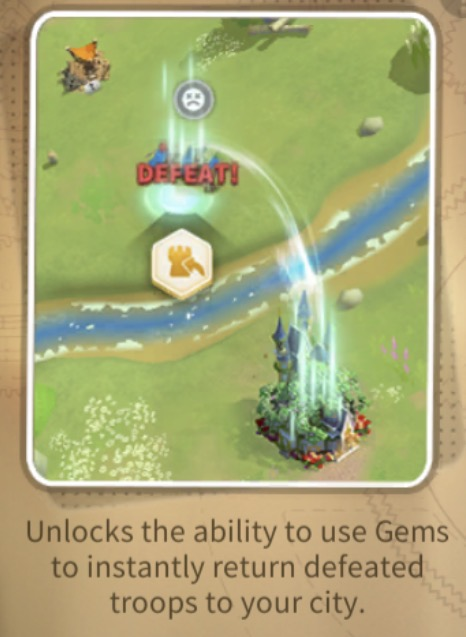 DEFEAT!
Unlocks the ability to use Gems
to instantly return defeated
troops to your city.